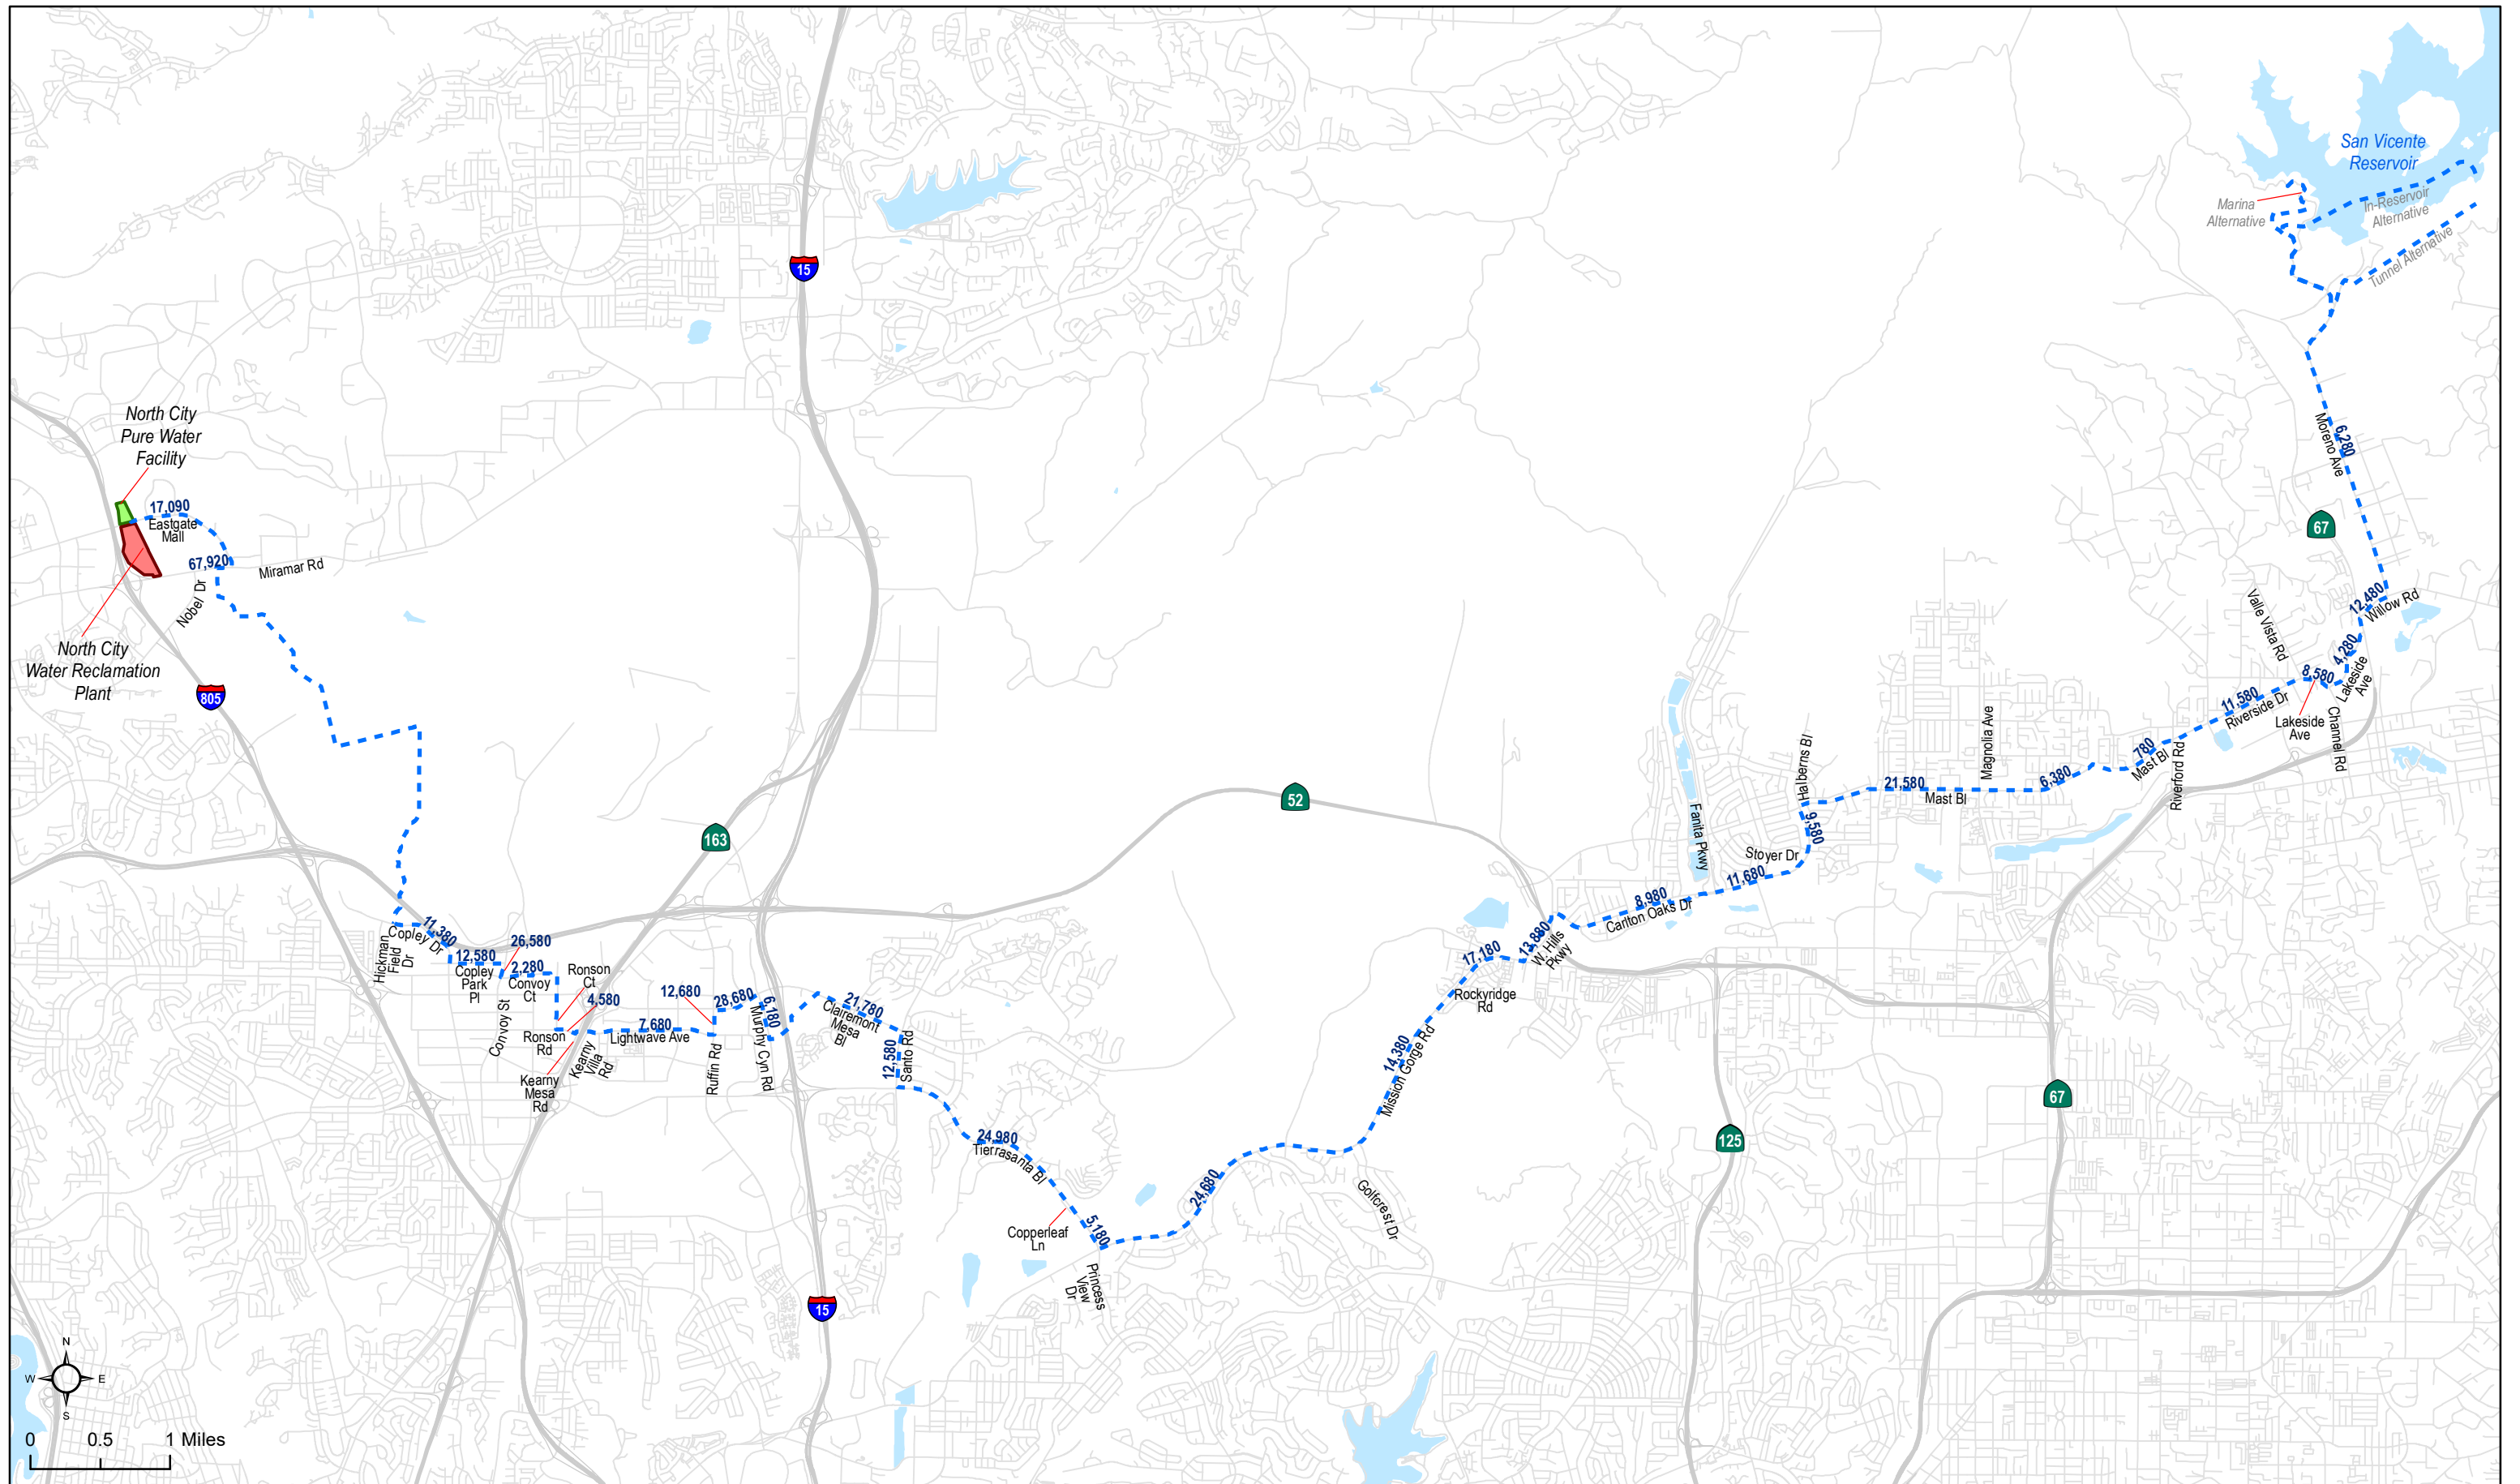 San Vicente
Reservoir
Marina
Alternative
In-Reservoir
Alternative
Tunnel Alternative
15
North City
Pure Water
Facility
17,090
Eastgate
Mall
67,920
Miramar Rd
Nobel Dr
North City
Water Reclamation
Plant
805
6,280
Moreno Ave
67
12,480
Willow Rd
Valle Vista Rd
4,280
Lakeside
Ave
8,580
11,580
Riverside Dr
Lakeside
Ave
Channel Rd
780
Mast Bl
Riverford Rd
6,380
Magnolia Ave
21,580
Mast Bl
Halberns Bl
9,580
Fanita Pkwy
Stoyer Dr
11,680
8,980
Carlton Oaks Dr
52
163
13,880
W. Hills
Pkwy
17,180
Rockyridge
Rd
14,380
Mission Gorge Rd
11,380
Copley Dr
Hickman
Field
Dr
12,580
Copley
Park
Pl
26,580
2,280
Convoy
Ct
Convoy St
Ronson
Ct
4,580
Ronson
Rd
Kearny
Mesa
Rd
Kearny
Villa
Rd
7,680
Lightwave Ave
12,680
28,680
Ruffin Rd
6,180
Murphy Cyn Rd
21,780
Clairemont
Mesa
Bl
12,580
Santo Rd
24,980
Tierrasanta Bl
Copperleaf
Ln
5,180
Princess
View
Dr
24,680
Golfcrest Dr
125
67
15
N
W
E
S
0 0.5 1 Miles